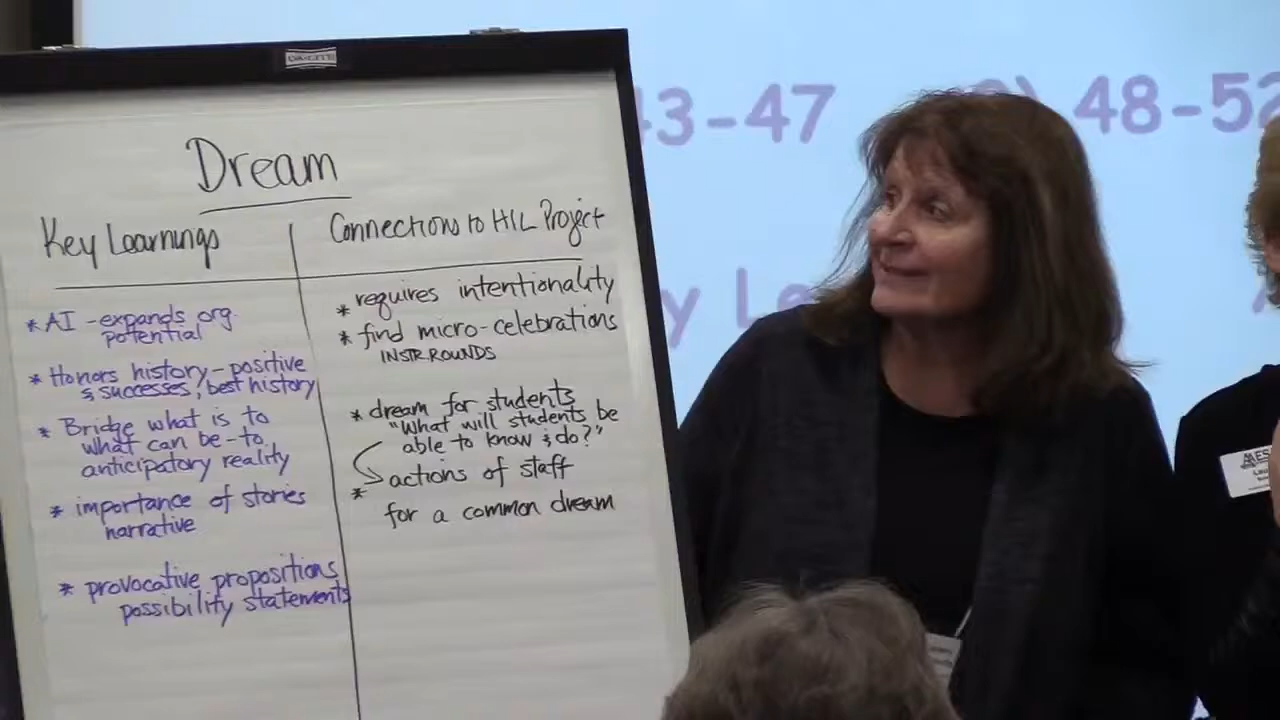 Dream
Key Learnings
Connections to HIL Project
* AI - expands org.
potential
* Honors history - positive
& successes, best history
* Bridge what is to
what can be - to
anticipatory reality
* importance of stories
narrative
* provocative propositions
possibility statements
* requires intentionality
* find micro-celebrations
INSTR. ROUNDS
* dream for students
"What will students be
able to know & do?"
actions of staff
*
for a common dream
43-47
48-52